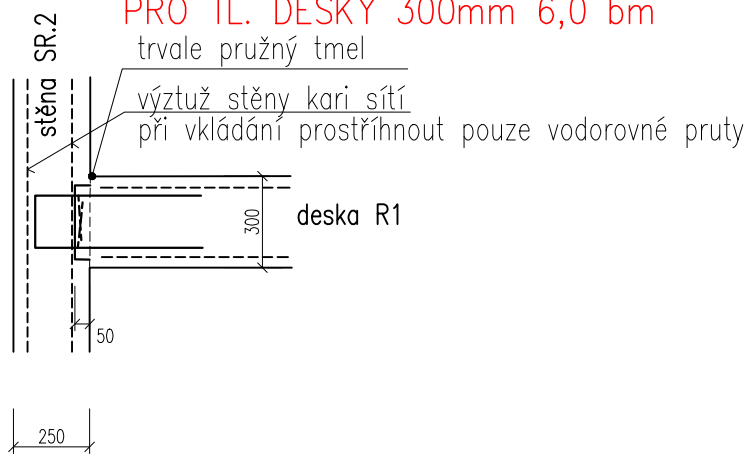 PRO TL. DESKY 300mm 6,0 bm
trvale pružný tmel
stěna SR.2
výztuž stěny kari sítí
při vkládání prostříhnout pouze vodorovné pruty
300
deska R1
50
250